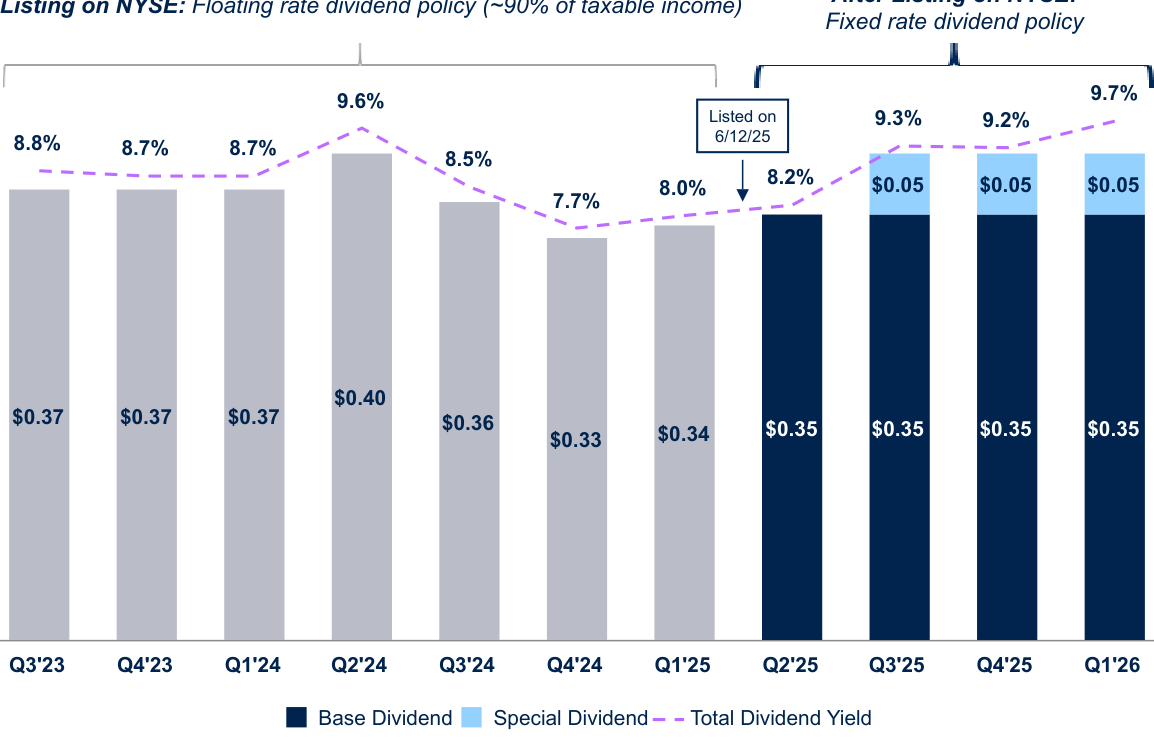 Listing on NYSE: Floating rate dividend policy (~90% of taxable income)
After Listing on NYSE:
Fixed rate dividend policy
8.8%
8.7%
8.7%
9.6%
8.5%
7.7%
8.0%
8.2%
9.3%
9.2%
9.7%
Listed on
6/12/25
$0.05
$0.05
$0.05
$0.37
$0.37
$0.37
$0.40
$0.36
$0.33
$0.34
$0.35
$0.35
$0.35
$0.35
Q3'23
Q4'23
Q1'24
Q2'24
Q3'24
Q4'24
Q1'25
Q2'25
Q3'25
Q4'25
Q1'26
Base Dividend
Special Dividend
Total Dividend Yield